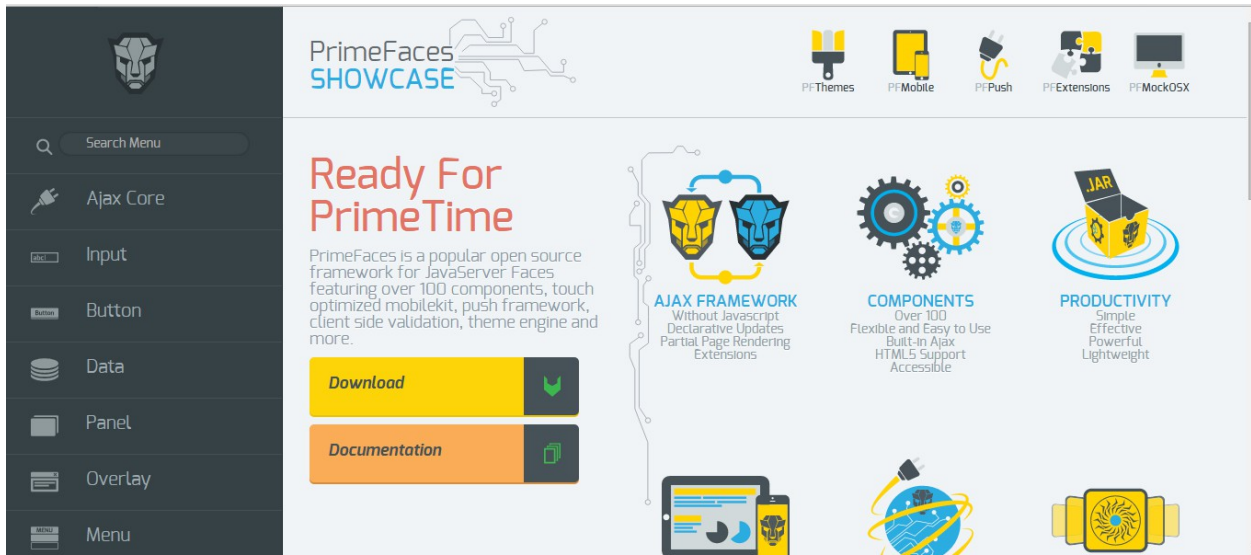 PrimeFaces
SHOWCASE
PFThemes
PFMobile
PFPush
PFExtensions
PFMockOSX
Search Menu
Ajax Core
abc|
Input
Button
Button
Data
Panel
Overlay
MENU
Menu
Ready For
PrimeTime
PrimeFaces is a popular open source
framework for JavaServer Faces
featuring over 100 components, touch
optimized mobilekit, push framework,
client side validation, theme engine and
more.
Download
Documentation
AJAX FRAMEWORK
Without Javascript
Declarative Updates
Partial Page Rendering
Extensions
C
COMPONENTS
Over 100
Flexible and Easy to Use
Built-in Ajax
HTML5 Support
Accessible
.JAR
PRODUCTIVITY
Simple
Effective
Powerful
Lightweight